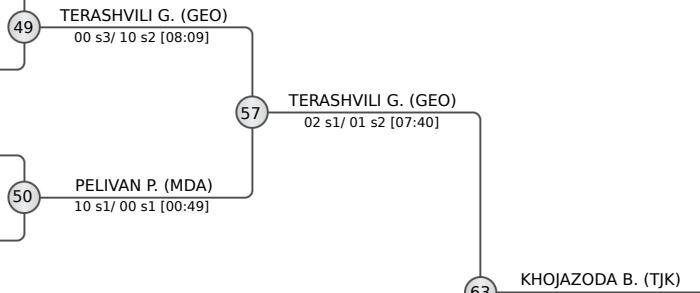 49
TERASHVILI G. (GEO)
00 s3/ 10 s2 [08:09]
57
TERASHVILI G. (GEO)
02 s1/ 01 s2 [07:40]
50
PELIVAN P. (MDA)
10 s1/ 00 s1 [00:49]
63
KHOJAZODA B. (TJK)